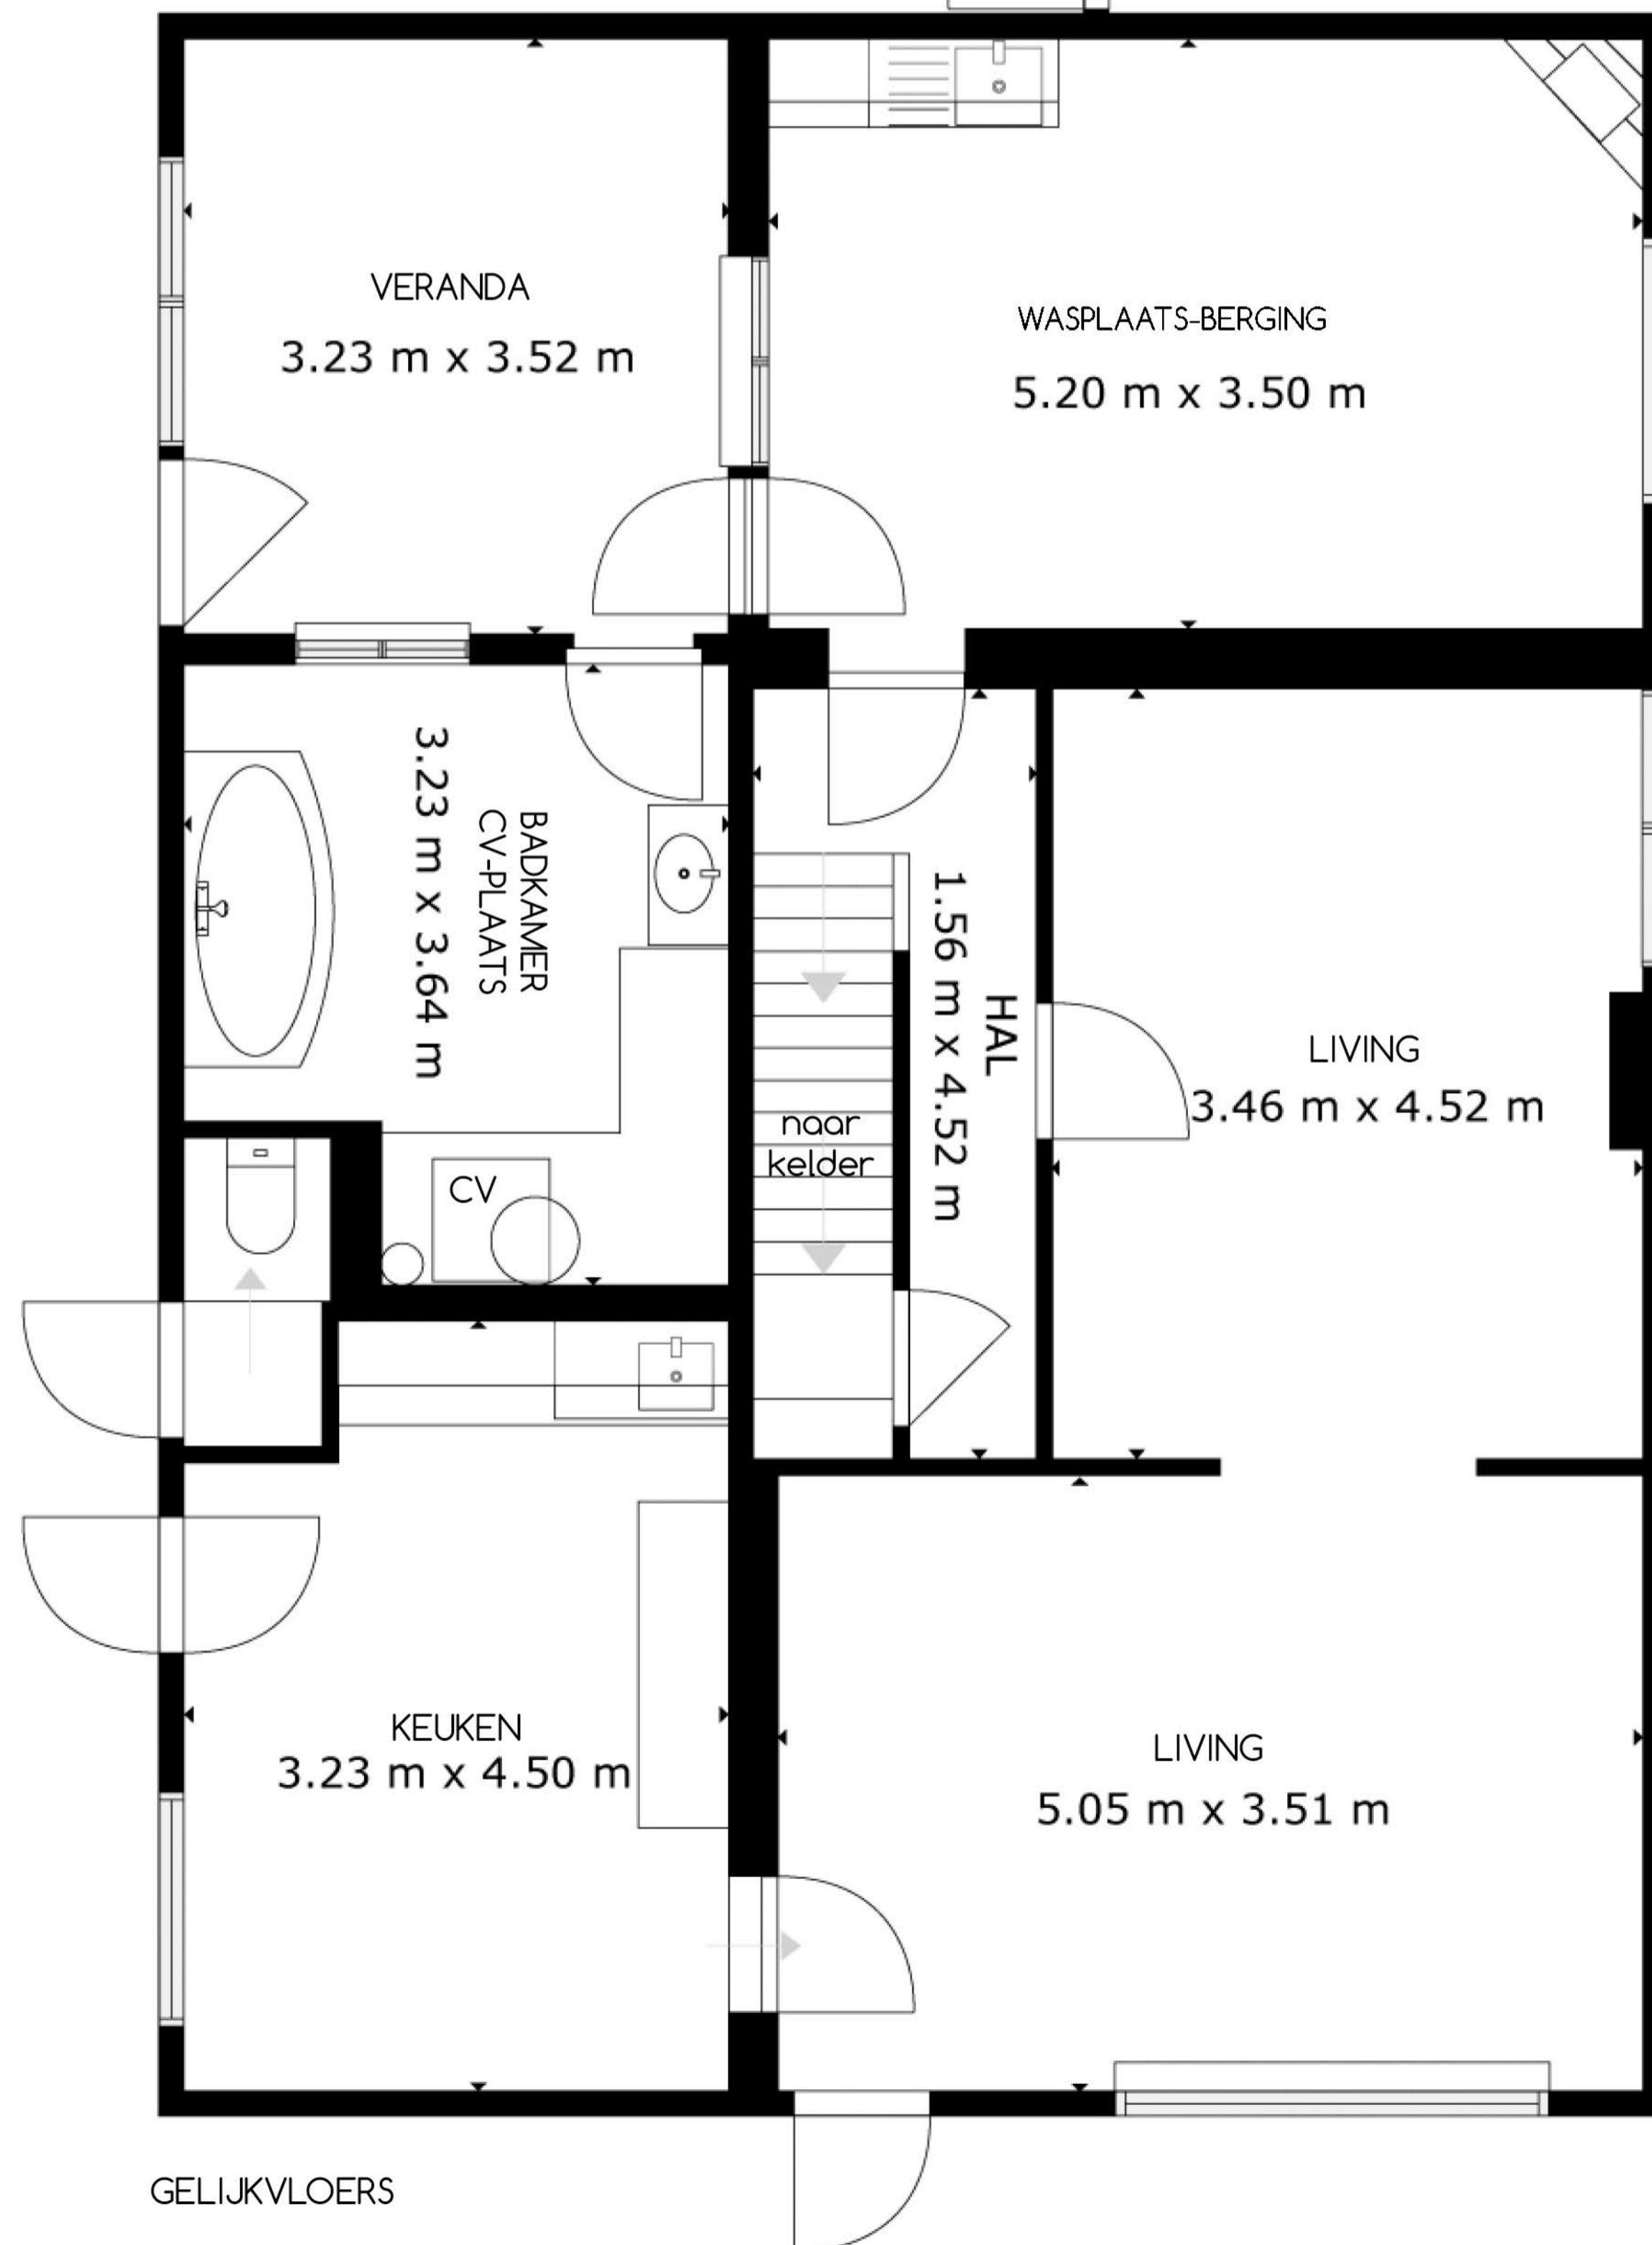 VERANDA
3.23 m x 3.52 m
WASPLAATS-BERGING
5.20 m x 3.50 m
BADKAMER
CV-PLAATS
3.23 m x 3.64 m
HAL
1.56 m x 4.52 m
naar
kelder
LIVING
3.46 m x 4.52 m
CV
KEUKEN
3.23 m x 4.50 m
LIVING
5.05 m x 3.51 m
GELIJKVLOERS